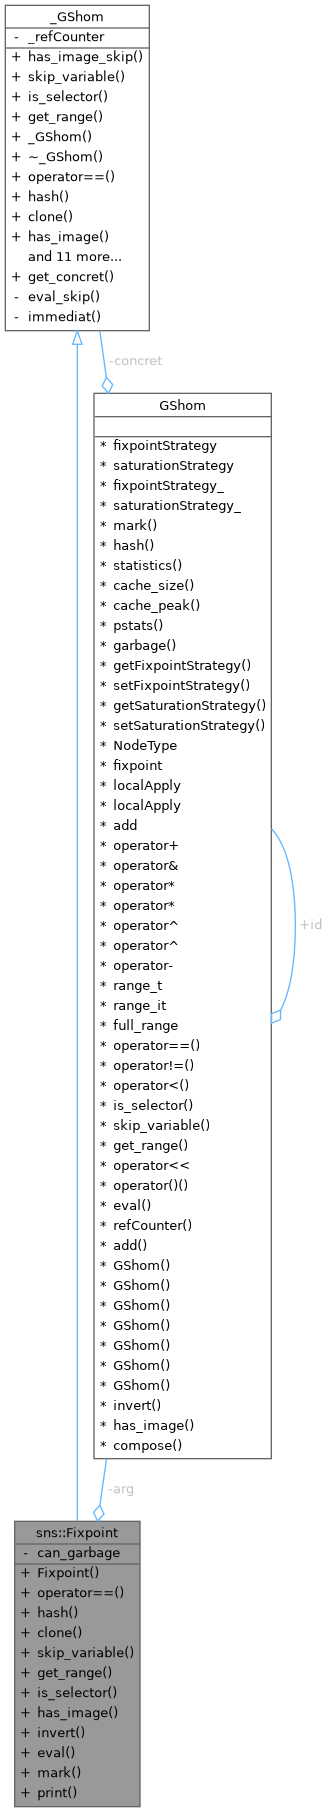 _GShom
- _refCounter
+ has_image_skip()
+ skip_variable()
+ is_selector()
+ get_range()
+ _GShom()
+ ~_GShom()
+ operator==()
+ hash()
+ clone()
+ has_image()
and 11 more...
+ get_concret()
- eval_skip()
- immediat()
-concret
GShom
* fixpointStrategy
* saturationStrategy
* fixpointStrategy_
* saturationStrategy_
* mark()
* hash()
* statistics()
* cache_size()
* cache_peak()
* pstats()
* garbage()
* getFixpointStrategy()
* setFixpointStrategy()
* getSaturationStrategy()
* setSaturationStrategy()
* NodeType
* fixpoint
* localApply
* localApply
* add
* operator+
* operator&
* operator*
* operator*
* operator^
+id
* operator^
* operator-
* range_t
* range_it
* full_range
* operator==()
* operator!=()
* operator<()
* is_selector()
* skip_variable()
* get_range()
* operator<<
* operator()()
* eval()
* refCounter()
* add()
* GShom()
* GShom()
* GShom()
* GShom()
* GShom()
* GShom()
* GShom()
* invert()
* has_image()
* compose()
-arg
sns::Fixpoint
- can_garbage
+ Fixpoint()
+ operator==()
+ hash()
+ clone()
+ skip_variable()
+ get_range()
+ is_selector()
+ has_image()
+ invert()
+ eval()
+ mark()
+ print()